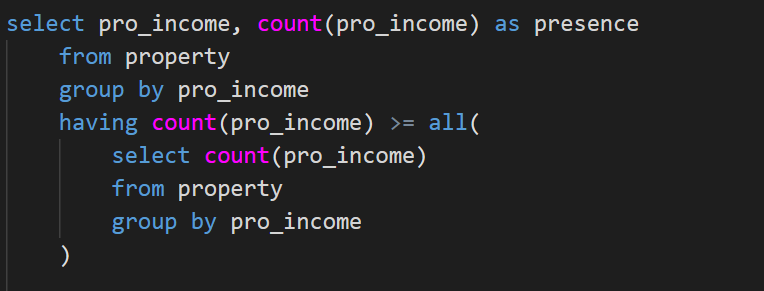 select pro_income, count(pro_income) as presence
from property
group by pro_income
having count(pro_income) >= all(
select count(pro_income)
from property
group by pro_income
)